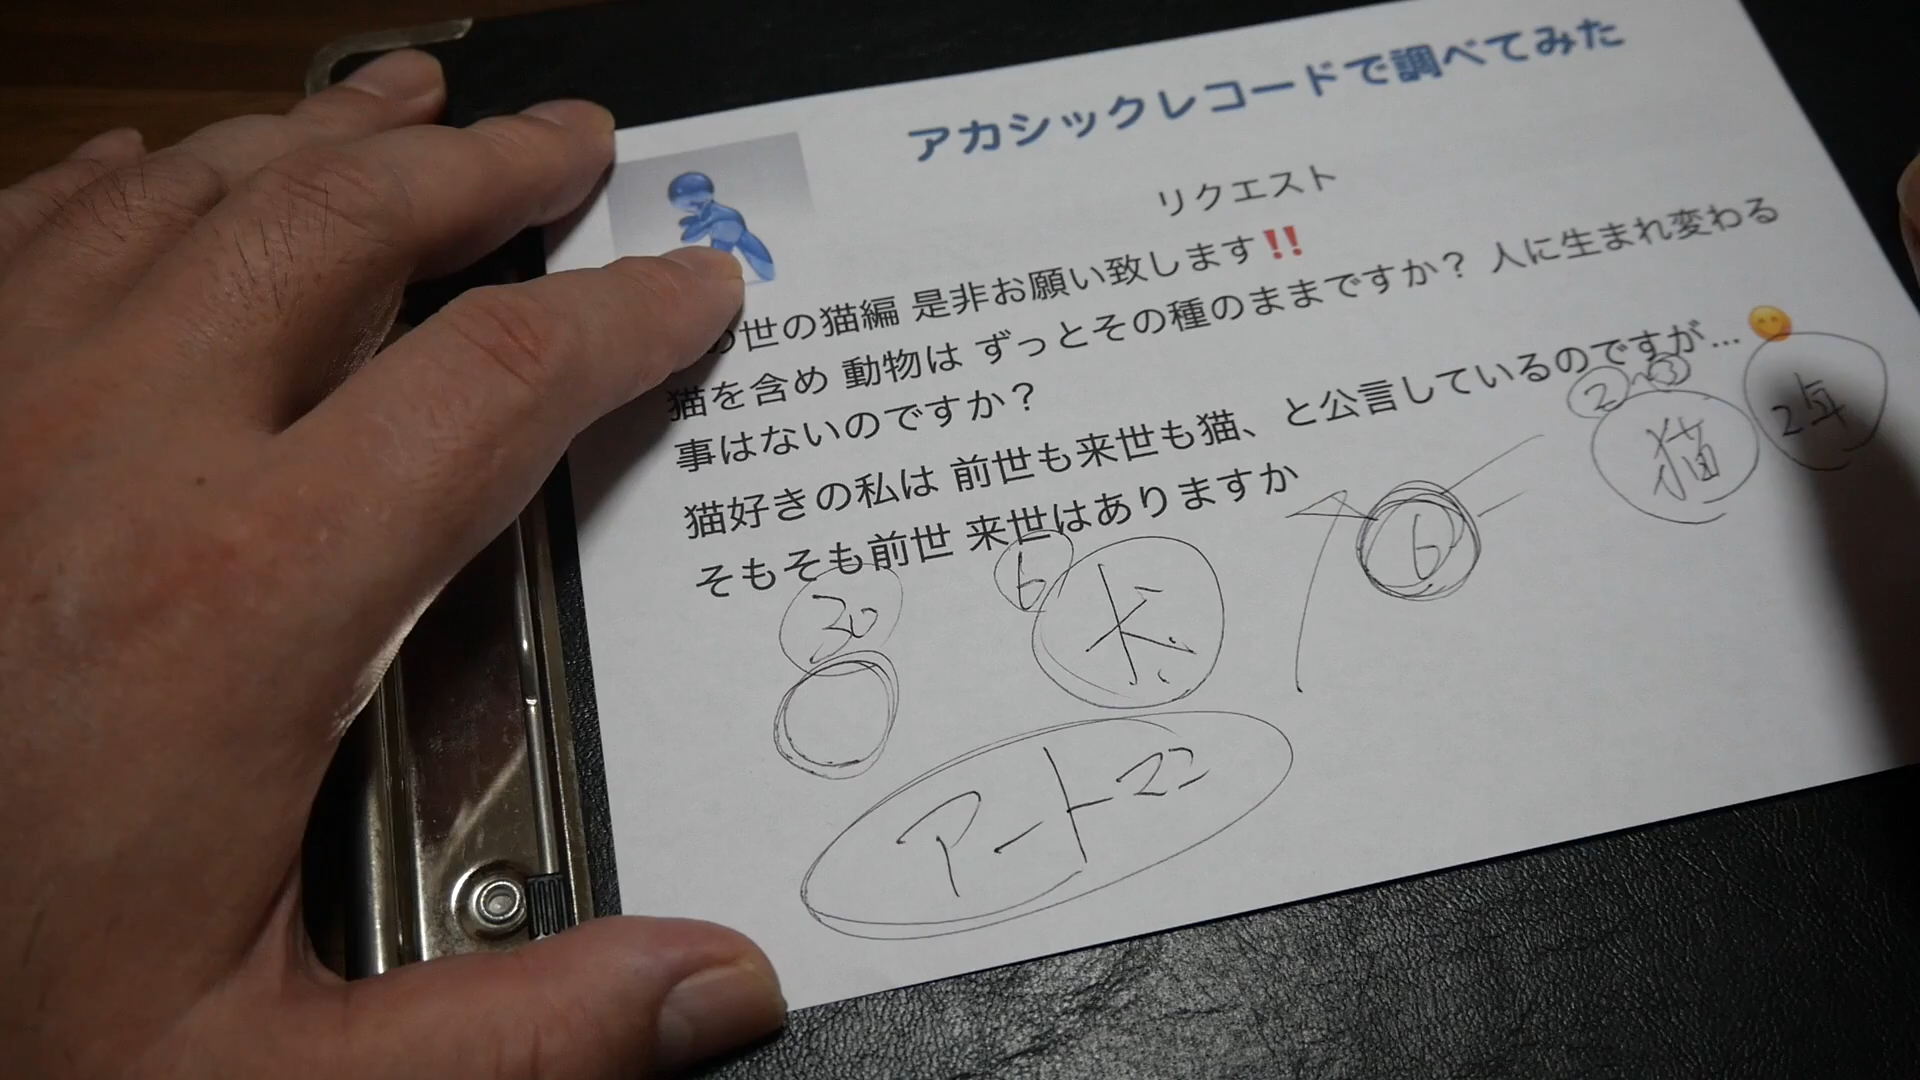 アカシックレコードで調べてみた
リクエスト
の世の猫編 是非お願い致します‼️
猫を含め 動物は ずっとその種のままですか? 人に生まれ変わる
事はないのですか?
猫好きの私は 前世も来世も猫、と公言しているのですが…😋
そもそも前世 来世はありますか
② ~ ③
猫
2年
6
30
6
犬
アートマン